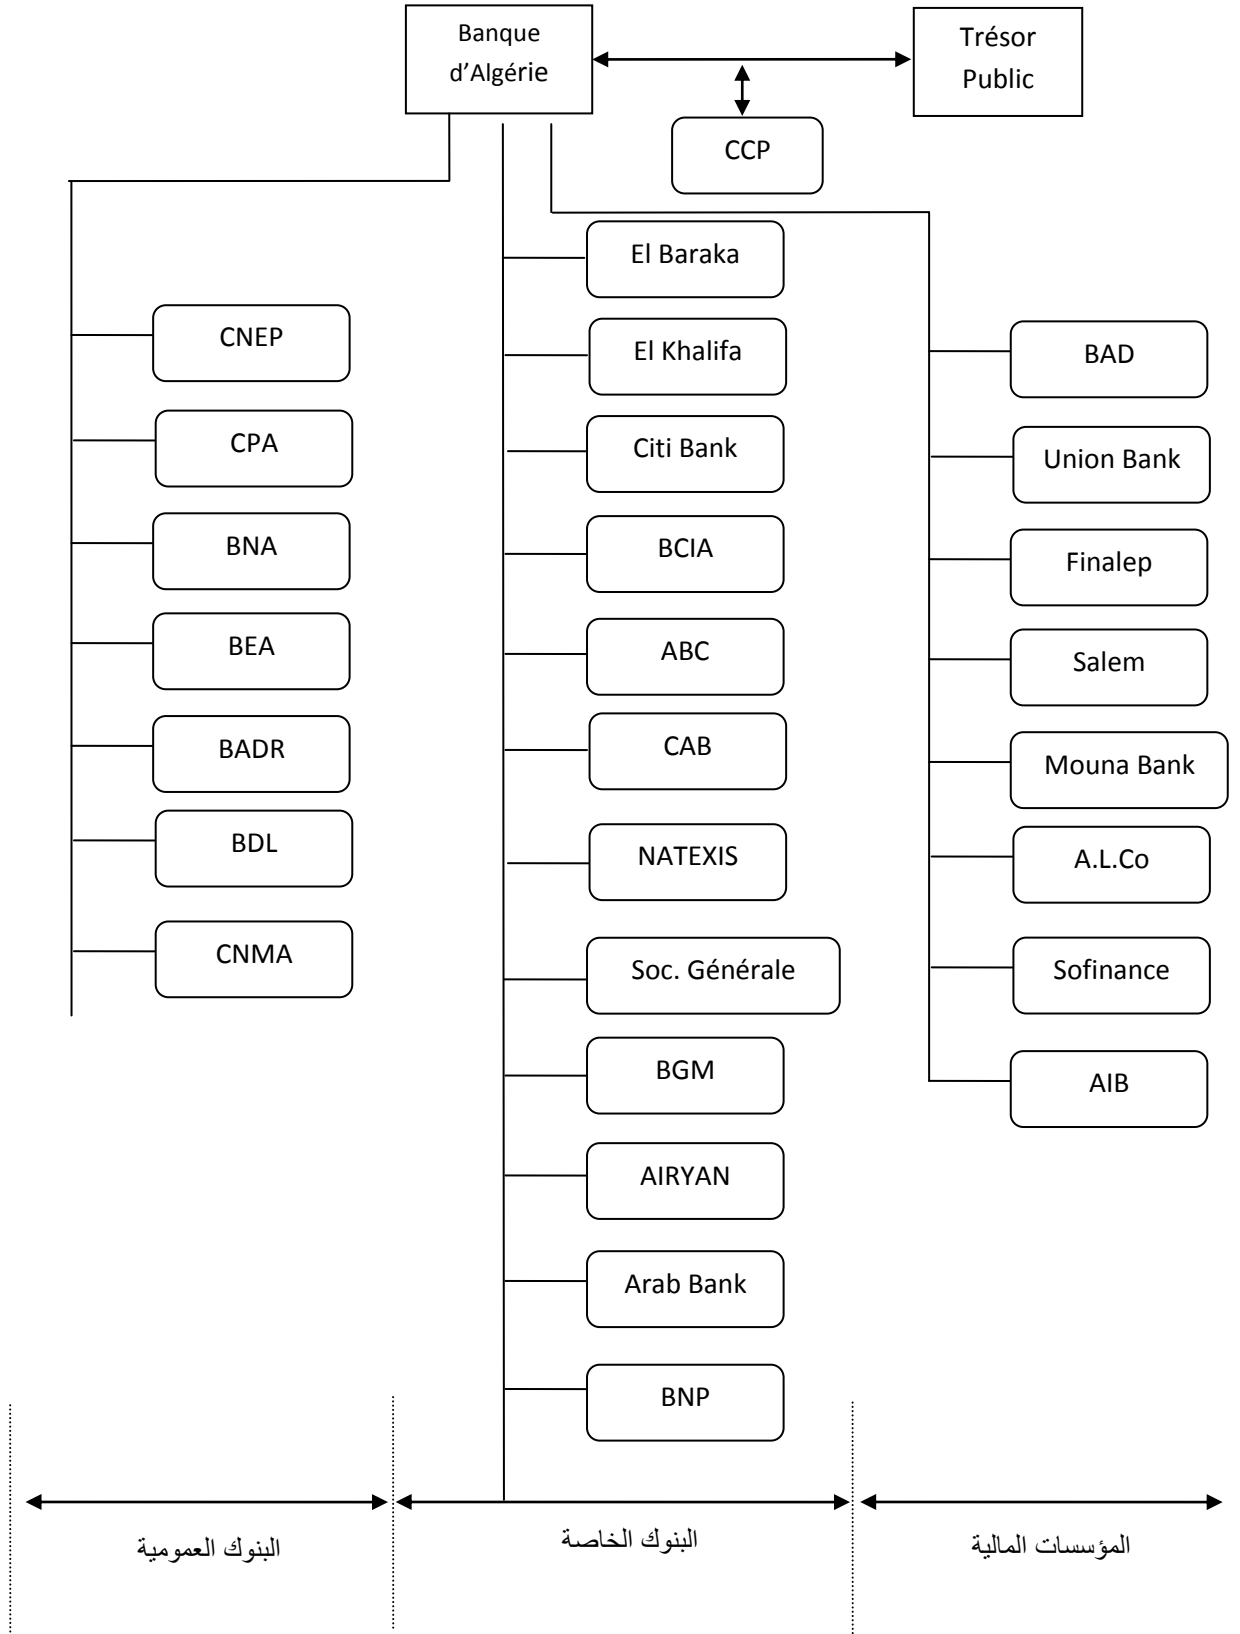 Banque
d’Algérie
Trésor
Public
CCP
CNEP
CPA
BNA
BEA
BADR
BDL
CNMA
El Baraka
El Khalifa
Citi Bank
BCIA
ABC
CAB
NATEXIS
Soc. Générale
BGM
AIRYAN
Arab Bank
BNP
BAD
Union Bank
Finalep
Salem
Mouna Bank
A.L.Co
Sofinance
AIB
البنوك العمومية
البنوك الخاصة
المؤسسات المالية